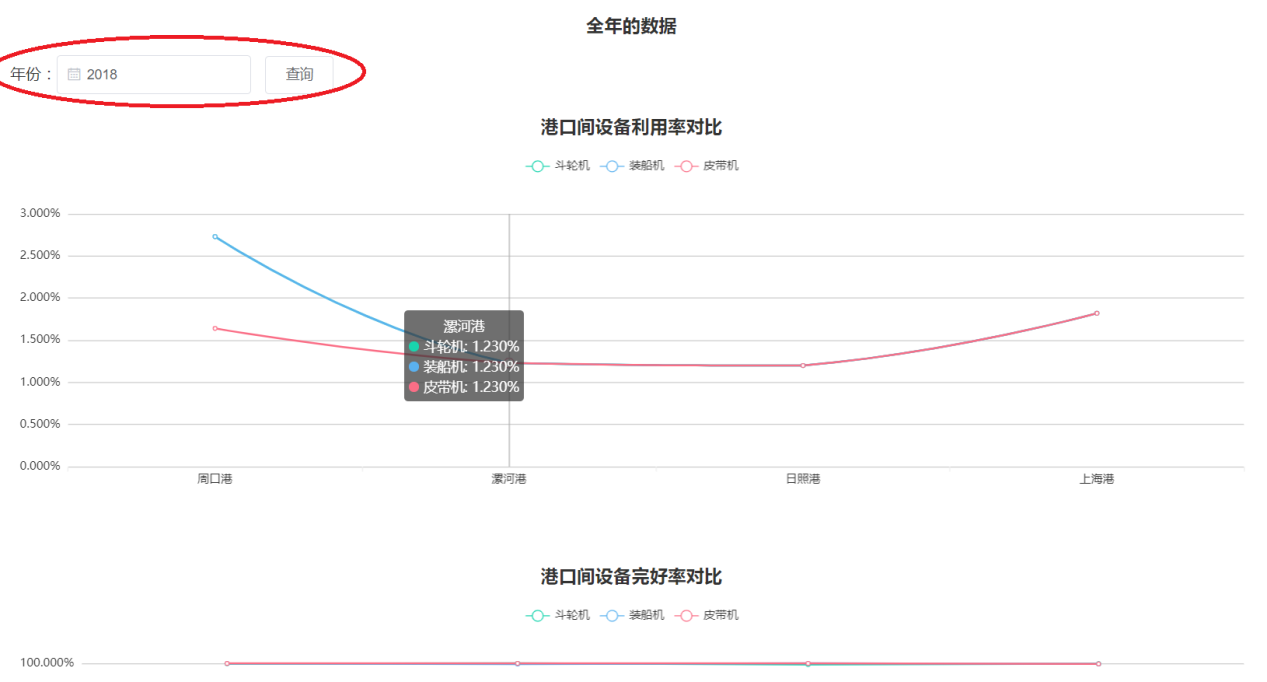 全年的数据
年份： 2018 查询
港口间设备利用率对比
斗轮机 装船机 皮带机
3.000%
2.500%
2.000%
1.500%
1.000%
0.500%
0.000%
漯河港
斗轮机: 1.230%
装船机: 1.230%
皮带机: 1.230%
周口港 漯河港 日照港 上海港
港口间设备完好率对比
斗轮机 装船机 皮带机
100.000%